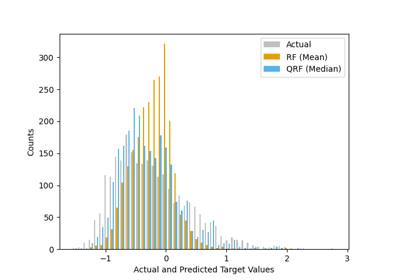 Actual
RF (Mean)
QRF (Median)
300
250
200
150
100
50
0
−1
0
1
2
3
Counts
Actual and Predicted Target Values